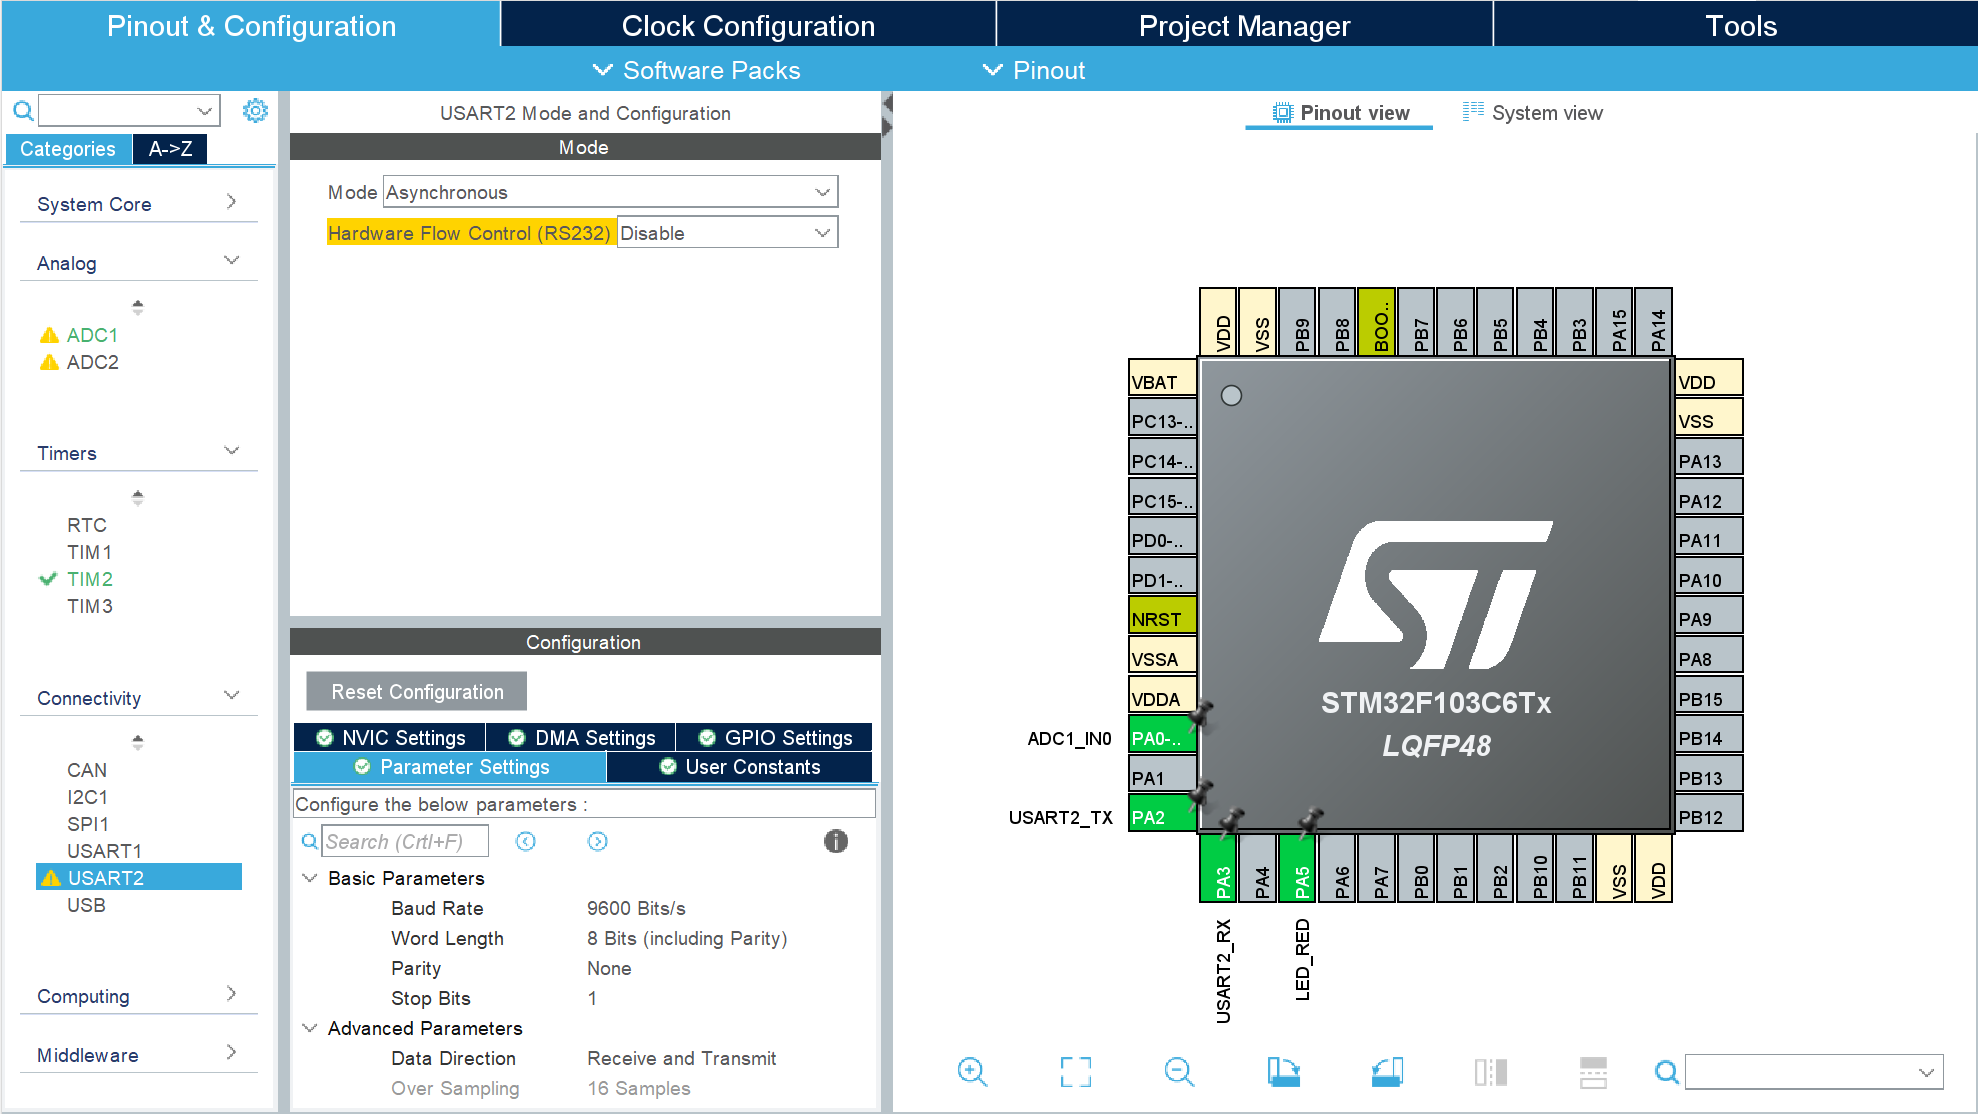 Pinout & Configuration
Clock Configuration
Project Manager
Tools
Software Packs
Pinout
Categories
A->Z
System Core
Analog
ADC1
ADC2
Timers
RTC
TIM1
TIM2
TIM3
Connectivity
CAN
I2C1
SPI1
USART1
USART2
USB
Computing
Middleware
USART2 Mode and Configuration
Mode
Mode Asynchronous
Hardware Flow Control (RS232) Disable
Configuration
Reset Configuration
NVIC Settings
DMA Settings
GPIO Settings
Parameter Settings
User Constants
Configure the below parameters :
Search (Crtl+F)
Basic Parameters
Baud Rate 9600 Bits/s
Word Length 8 Bits (including Parity)
Parity None
Stop Bits 1
Advanced Parameters
Data Direction Receive and Transmit
Over Sampling 16 Samples
Pinout view
System view
VDD
VSS
PB9
PB8
BOO..
PB7
PB6
PB5
PB4
PB3
PA15
PA14
VBAT
PC13-..
PC14-..
PC15-..
PD0-..
PD1-..
NRST
VSSA
VDDA
ADC1_IN0 PA0-..
PA1
USART2_TX PA2
ST
STM32F103C6Tx
LQFP48
VDD
VSS
PA13
PA12
PA11
PA10
PA9
PA8
PB15
PB14
PB13
PB12
PA3
PA4
PA5
PA6
PA7
PB0
PB1
PB2
PB10
PB11
VSS
VDD
USART2_RX
LED_RED